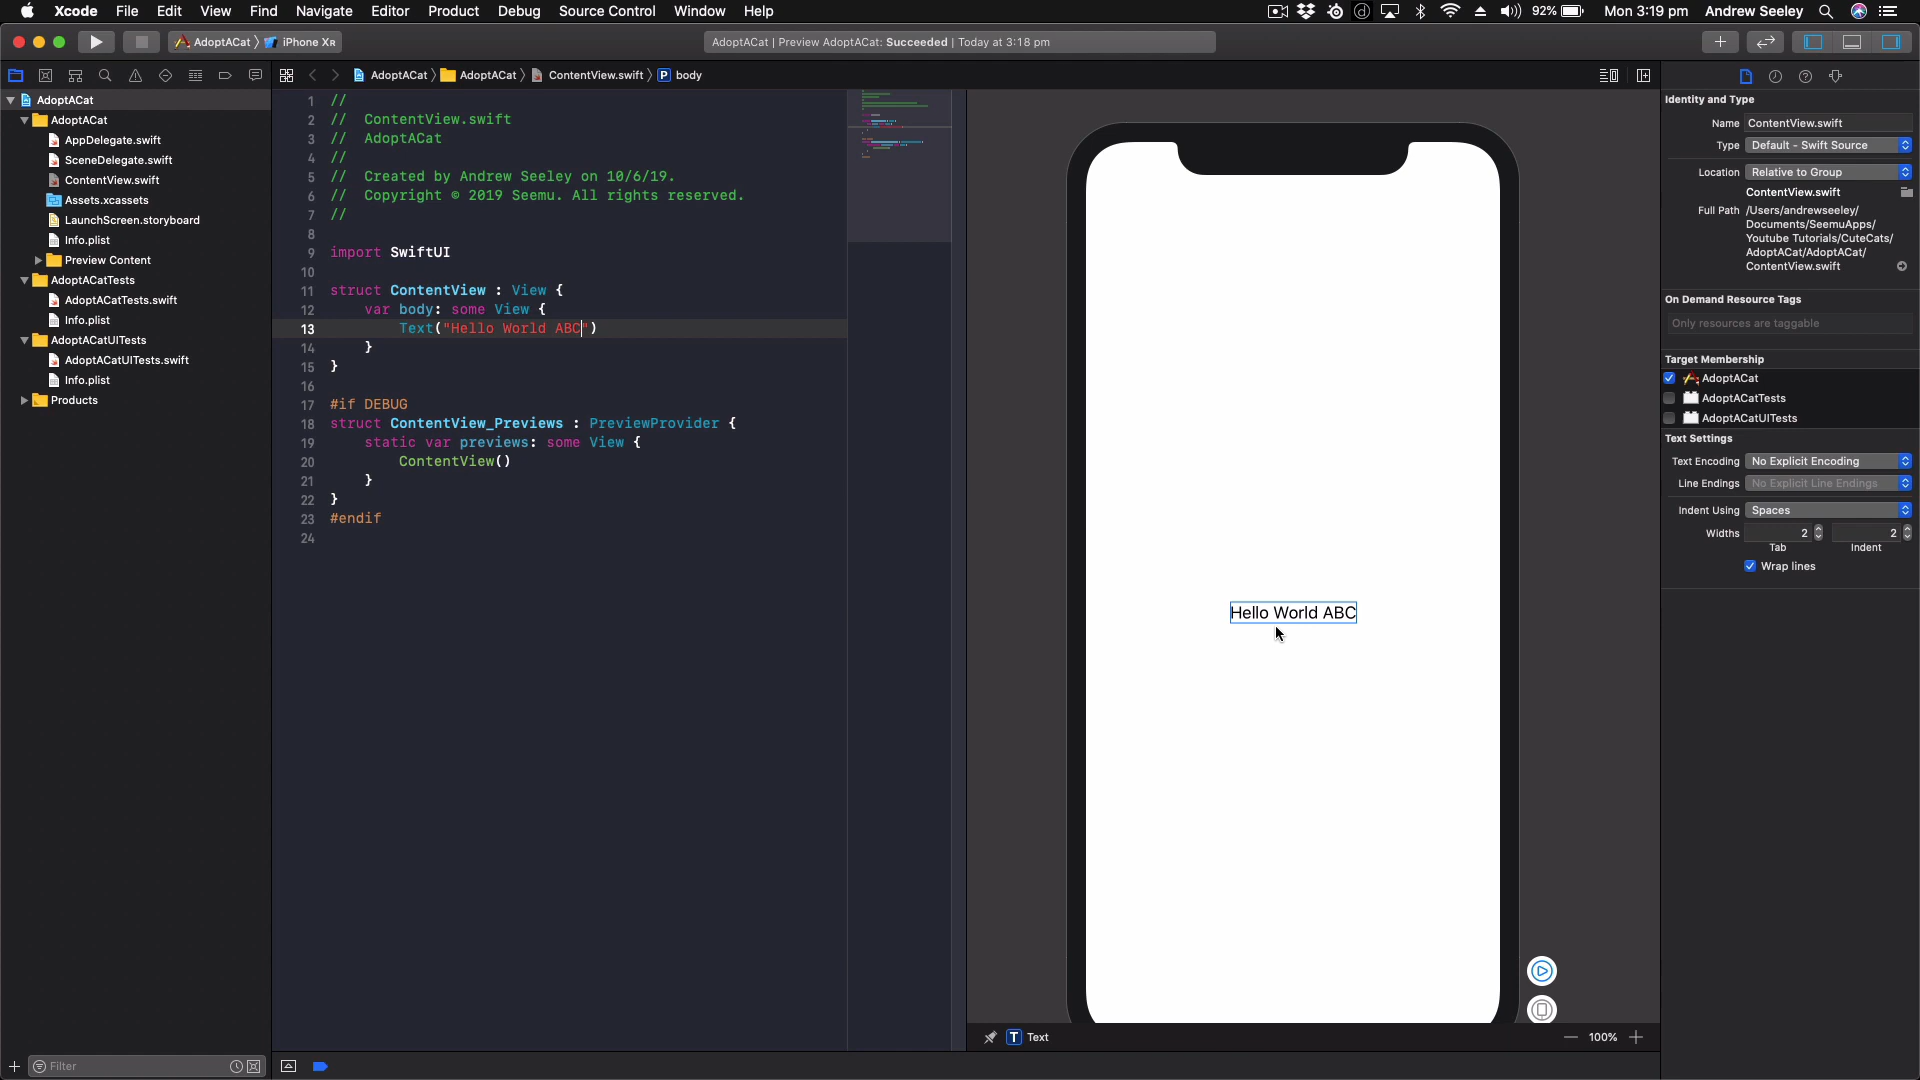 Xcode File Edit View Find Navigate Editor Product Debug Source Control Window Help 92% Mon 3:19 pm Andrew Seeley
AdoptACat iPhone XR AdoptACat | Preview AdoptACat: Succeeded | Today at 3:18 pm
AdoptACat AdoptACat ContentView.swift P body
AdoptACat
AdoptACat
AppDelegate.swift
SceneDelegate.swift
ContentView.swift
Assets.xcassets
LaunchScreen.storyboard
Info.plist
Preview Content
AdoptACatTests
AdoptACatTests.swift
Info.plist
AdoptACatUITests
AdoptACatUITests.swift
Info.plist
Products
Filter
1 //
2 // ContentView.swift
3 // AdoptACat
4 //
5 // Created by Andrew Seeley on 10/6/19.
6 // Copyright © 2019 Seemu. All rights reserved.
7 //
8
9 import SwiftUI
10
11 struct ContentView : View {
12 var body: some View {
13 Text("Hello World ABC")
14 }
15 }
16
17 #if DEBUG
18 struct ContentView_Previews : PreviewProvider {
19 static var previews: some View {
20 ContentView()
21 }
22 }
23 #endif
24
Hello World ABC
T Text
100%
Identity and Type
Name ContentView.swift
Type Default - Swift Source
Location Relative to Group
ContentView.swift
Full Path /Users/andrewseeley/
Documents/SeemuApps/
Youtube Tutorials/CuteCats/
AdoptACat/AdoptACat/
ContentView.swift
On Demand Resource Tags
Only resources are taggable
Target Membership
AdoptACat
AdoptACatTests
AdoptACatUITests
Text Settings
Text Encoding No Explicit Encoding
Line Endings No Explicit Line Endings
Indent Using Spaces
Widths 2 2
Tab Indent
Wrap lines